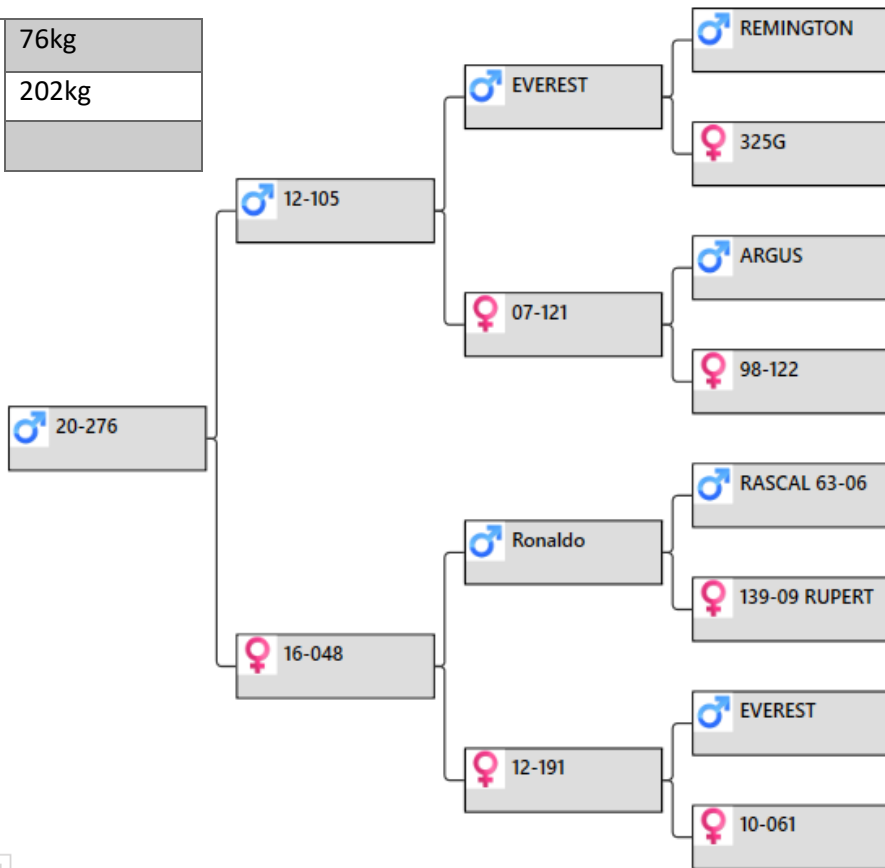 76kg
202kg
REMINGTON
EVEREST
325G
12-105
ARGUS
07-121
98-122
20-276
RASCAL 63-06
Ronaldo
139-09 RUPERT
16-048
EVEREST
12-191
10-061